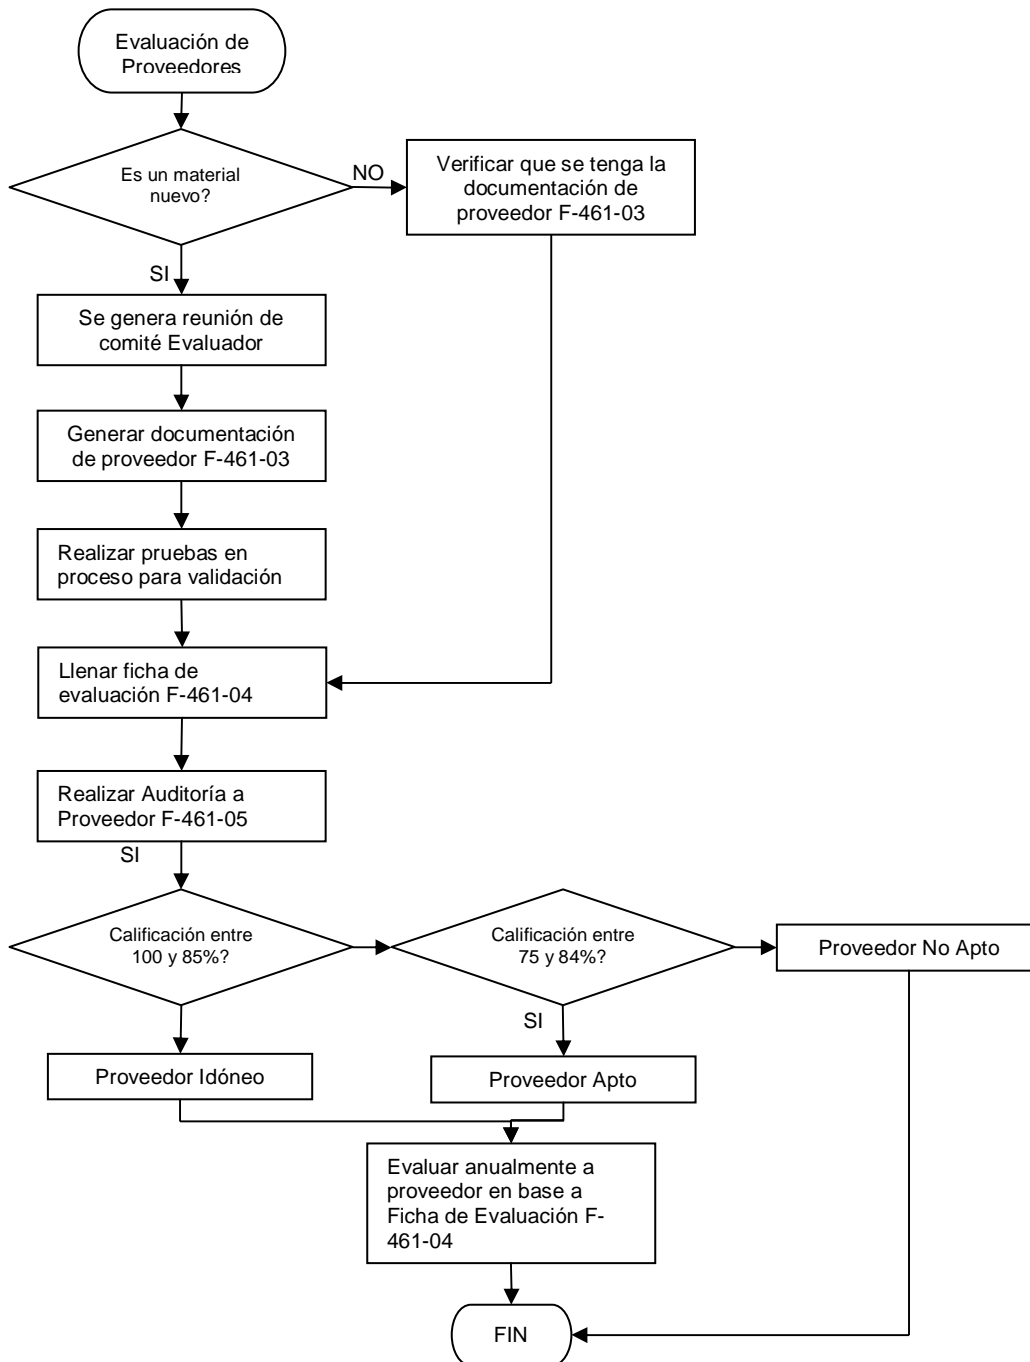 Evaluación de
Proveedores
Es un material
nuevo?
NO
Verificar que se tenga la
documentación de
proveedor F-461-03
SI
Se genera reunión de
comité Evaluador
Generar documentación
de proveedor F-461-03
Realizar pruebas en
proceso para validación
Llenar ficha de
evaluación F-461-04
Realizar Auditoría a
Proveedor F-461-05
SI
Calificación entre
100 y 85%?
Calificación entre
75 y 84%?
Proveedor No Apto
SI
Proveedor Idóneo
Proveedor Apto
Evaluar anualmente a
proveedor en base a
Ficha de Evaluación F-
461-04
FIN